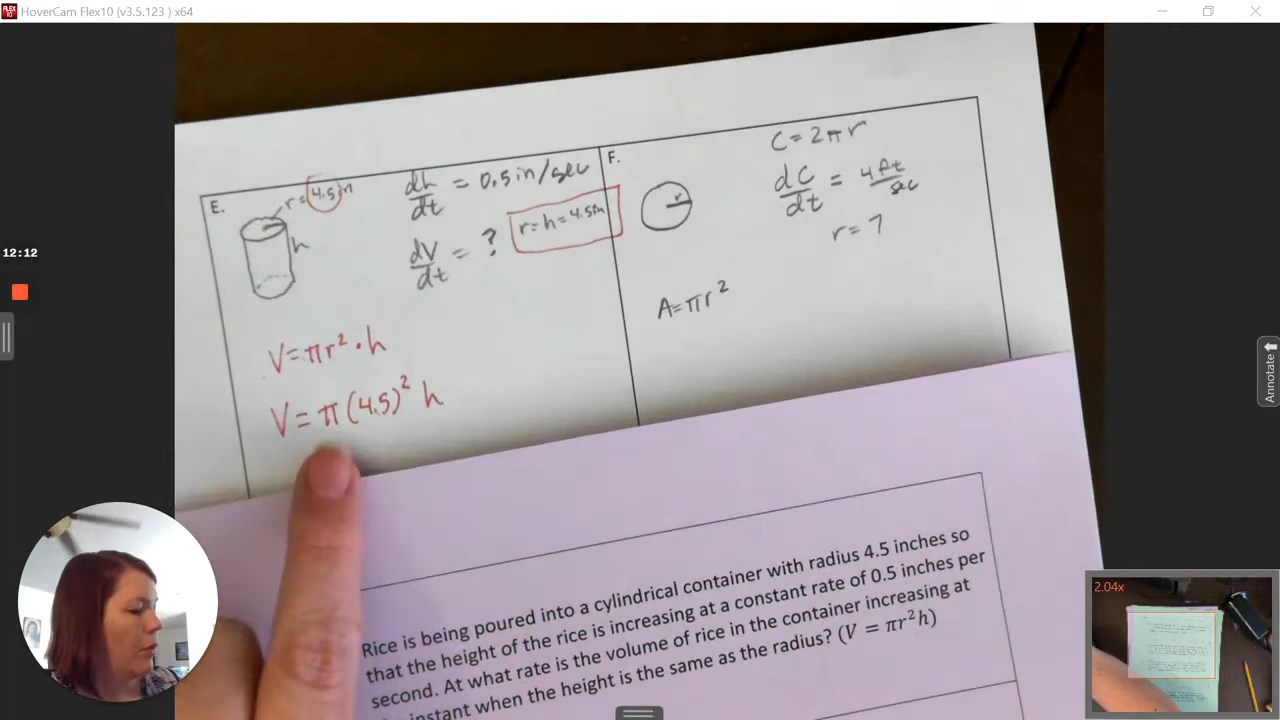 HoverCam Flex10 (v3.5.123) x64
12:12
E.
r = 4.5in
h
dh/dt = 0.5in/sec
dV/dt = ?
r=h=4.5in
V=πr²·h
V=π(4.5)²h
F.
r
C=2πr
dC/dt = 4 ft/sec
r=7
A=πr²
Rice is being poured into a cylindrical container with radius 4.5 inches so
that the height of the rice is increasing at a constant rate of 0.5 inches per
second. At what rate is the volume of rice in the container increasing at
instant when the height is the same as the radius? (V = πr²h)
Annotate
2.04x